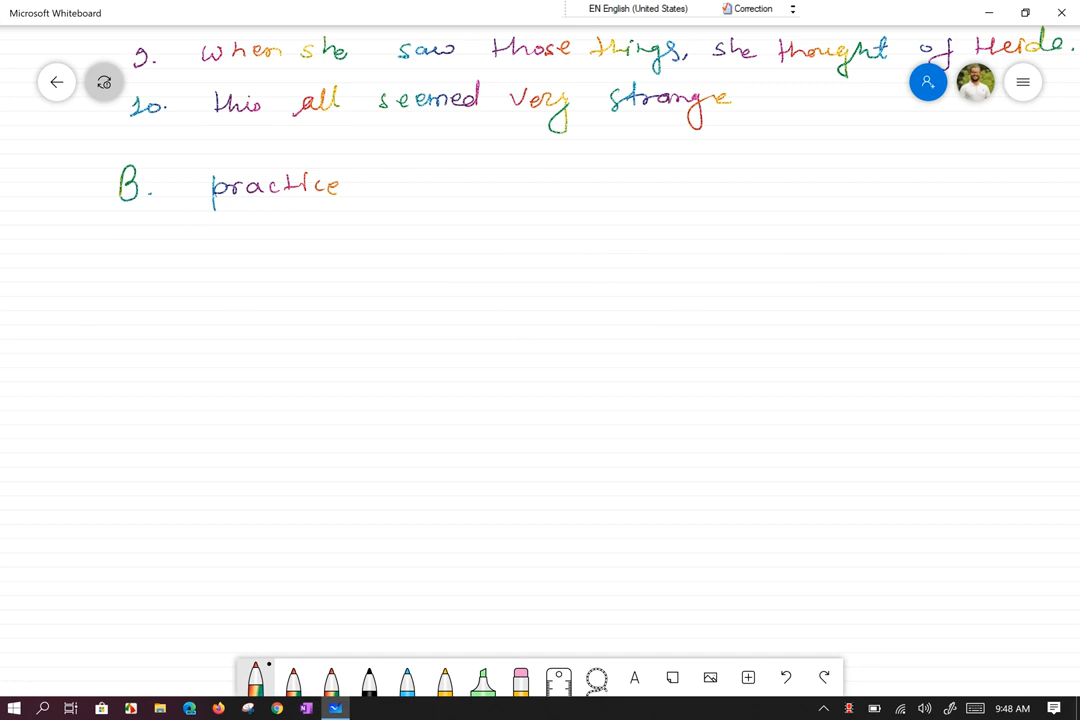 Microsoft Whiteboard
EN English (United States)
Correction
9. when she saw those things, she thought of Heide.
10. this all seemed very strange
B. practice
A
9:48 AM